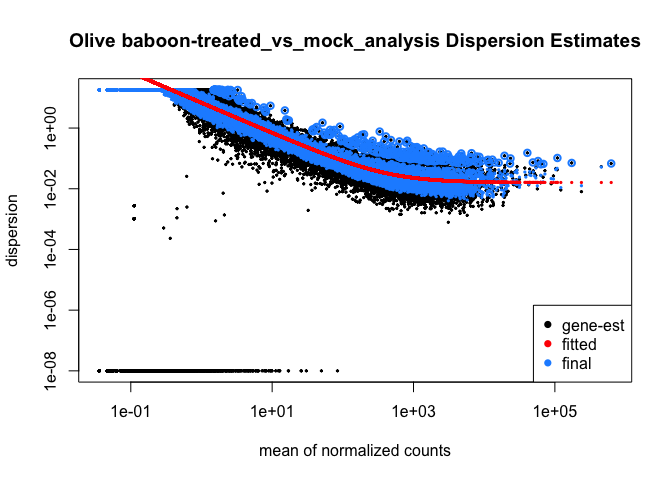 Olive baboon-treated_vs_mock_analysis Dispersion Estimates
dispersion
1e+00
1e-02
1e-04
1e-06
1e-08
gene-est
fitted
final
1e-01 1e+01 1e+03 1e+05
mean of normalized counts